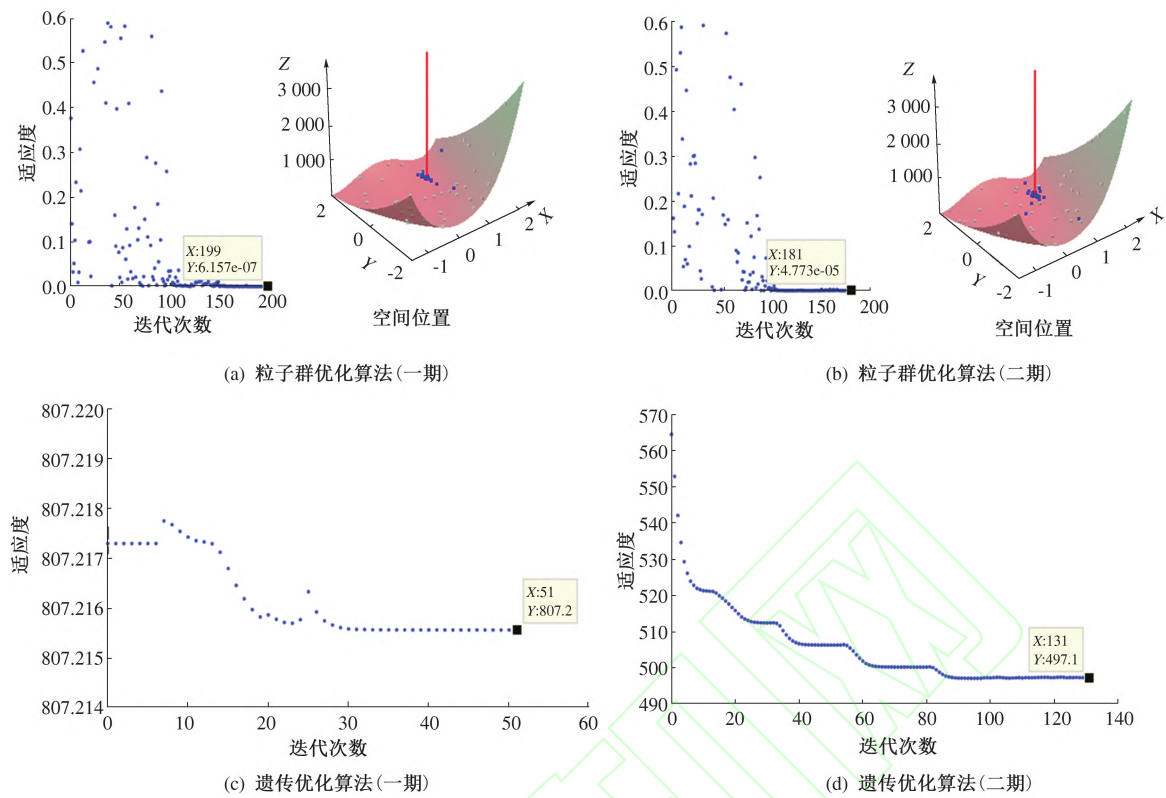 0.6
0.5
0.4
0.3
0.2
0.1
0.0
适应度
X:199
Y:6.157e-07
0 50 100 150 200
迭代次数
Z
3 000
2 000
1 000
2
0
-2
Y
-1
0
1
2
X
空间位置
(a) 粒子群优化算法(一期)
0.6
0.5
0.4
0.3
0.2
0.1
0.0
适应度
X:181
Y:4.773e-05
0 50 100 150 200
迭代次数
Z
3 000
2 000
1 000
2
0
-2
Y
-1
0
1
2
X
空间位置
(b) 粒子群优化算法(二期)
807.220
807.219
807.218
807.217
807.216
807.215
807.214
适应度
X:51
Y:807.2
0 10 20 30 40 50 60
迭代次数
(c) 遗传优化算法(一期)
570
560
550
540
530
520
510
500
490
适应度
X:131
Y:497.1
0 20 40 60 80 100 120 140
迭代次数
(d) 遗传优化算法(二期)